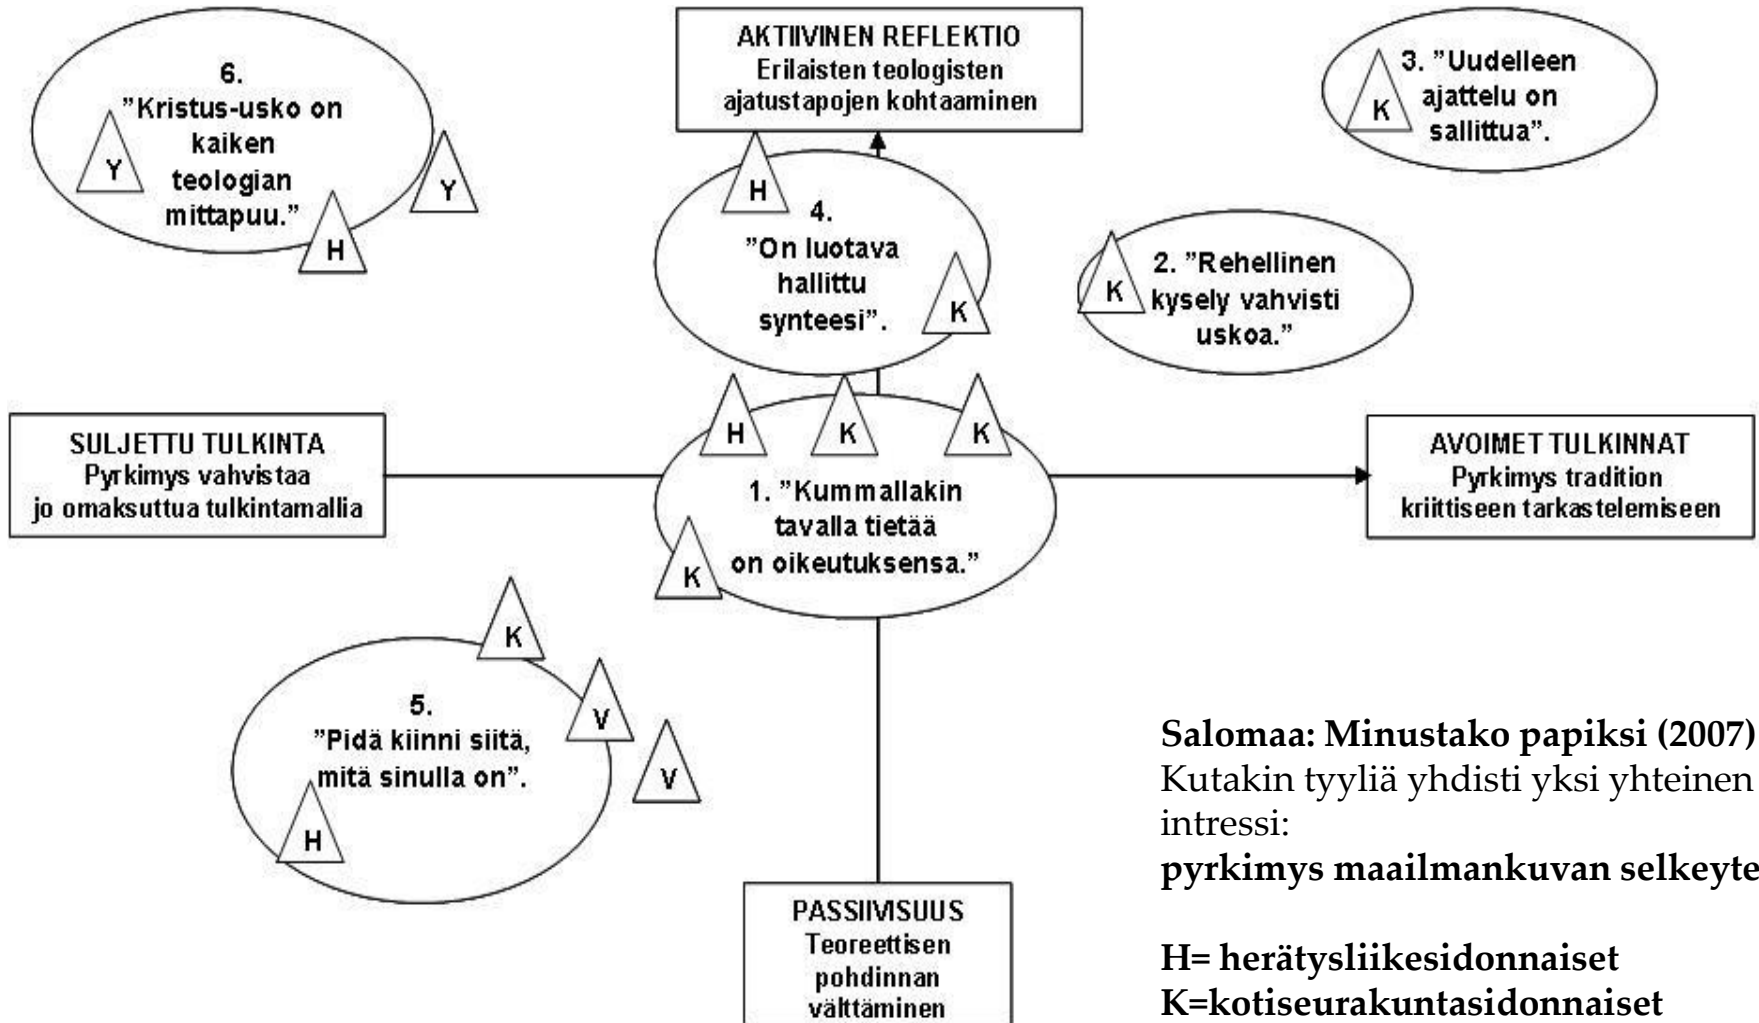 6.
”Kristus-usko on
kaiken
teologian
mittapuu.”
Y
H
Y
AKTIIVINEN REFLEKTIO
Erilaisten teologisten
ajatustapojen kohtaaminen
3. ”Uudelleen
ajattelu on
sallittua”.
K
H
4.
”On luotava
hallittu
synteesi”.
K
2. ”Rehellinen
kysely vahvisti
uskoa.”
K
SULJETTU TULKINTA
Pyrkimys vahvistaa
jo omaksuttua tulkintamallia
H
K
K
1. ”Kummallakin
tavalla tietää
on oikeutuksensa.”
K
AVOIMET TULKINNAT
Pyrkimys tradition
kriittiseen tarkastelemiseen
K
5.
”Pidä kiinni siitä,
mitä sinulla on”.
V
V
H
PASSIIVISUUS
Teoreettisen
pohdinnan
välttäminen
Salomaa: Minustako papiksi (2007)
Kutakin tyyliä yhdisti yksi yhteinen
intressi:
pyrkimys maailmankuvan selkeyte
H= herätysliikesidonnaiset
K=kotiseurakuntasidonnaiset